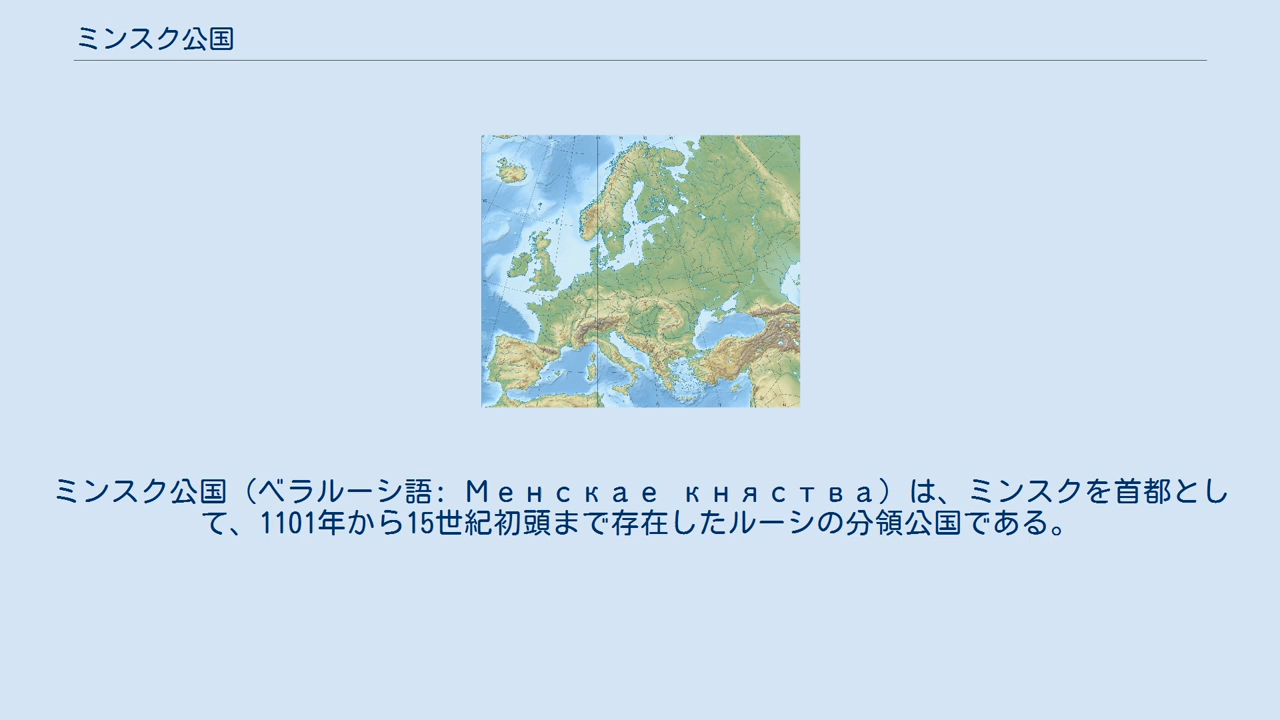 ミンスク公国
ミンスク公国（ベラルーシ語: Менскае княства）は、ミンスクを首都とし
て、1101年から15世紀初頭まで存在したルーシの分領公国である。